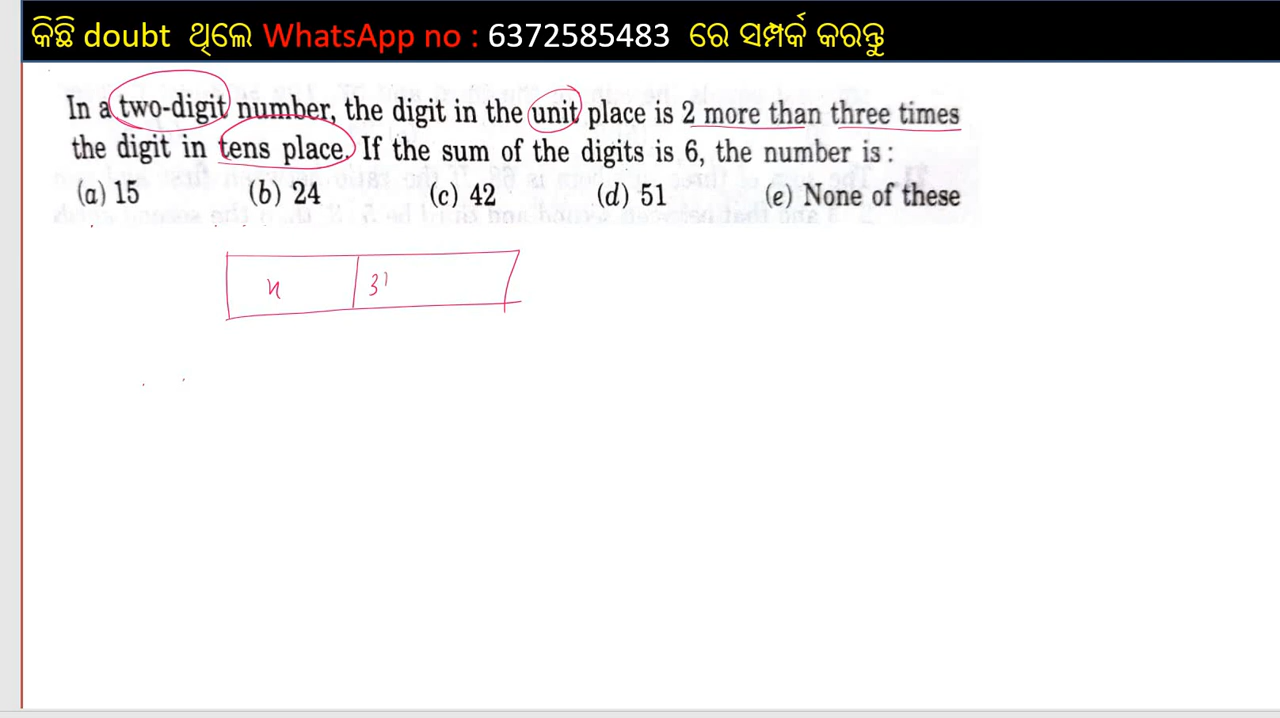 କିଛି doubt ଥିଲେ WhatsApp no : 6372585483 ରେ ସମ୍ପର୍କ କରନ୍ତୁ
In a two-digit number, the digit in the unit place is 2 more than three times
the digit in tens place. If the sum of the digits is 6, the number is :
(a) 15 (b) 24 (c) 42 (d) 51 (e) None of these
x 3